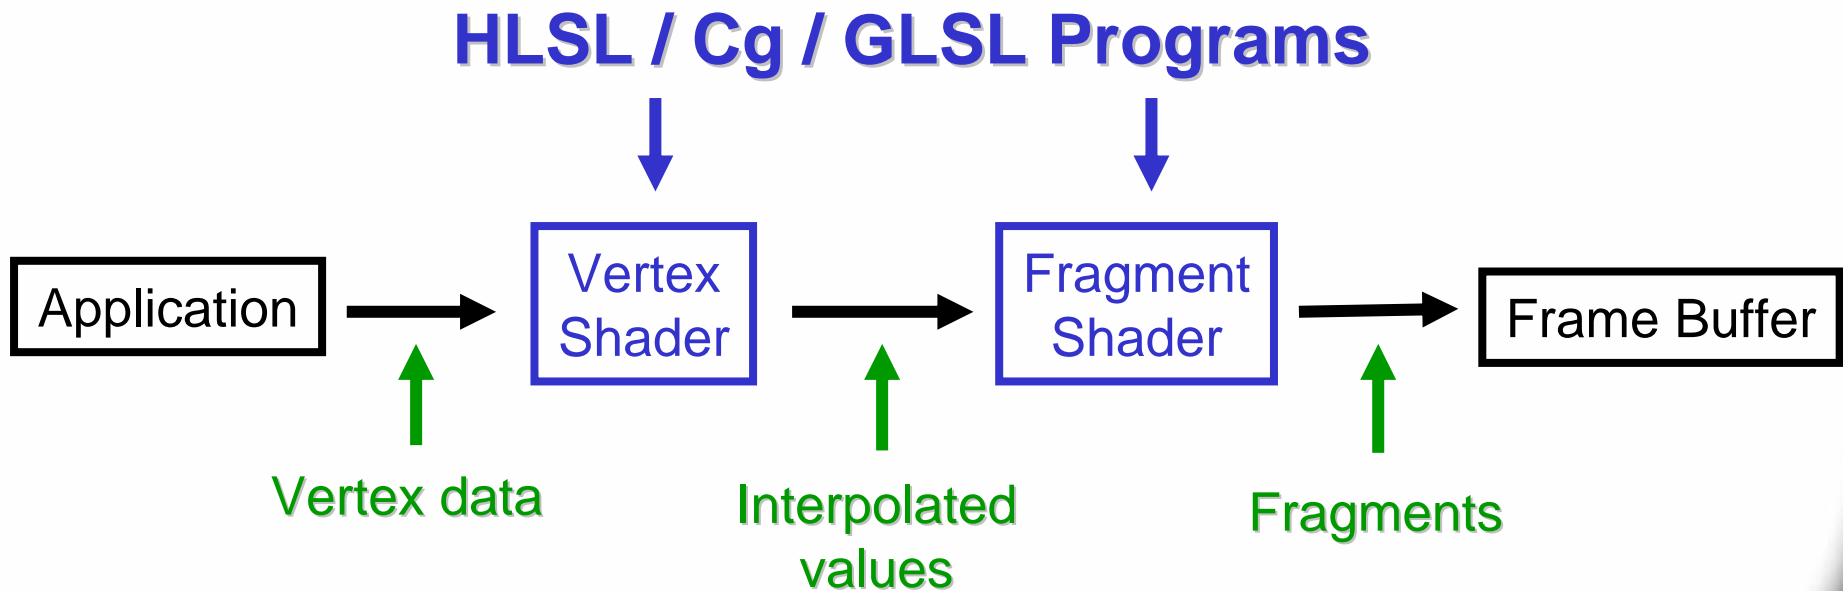 HLSL / Cg / GLSL Programs
Application
Vertex
Shader
Fragment
Shader
Frame Buffer
Vertex data
Interpolated
values
Fragments